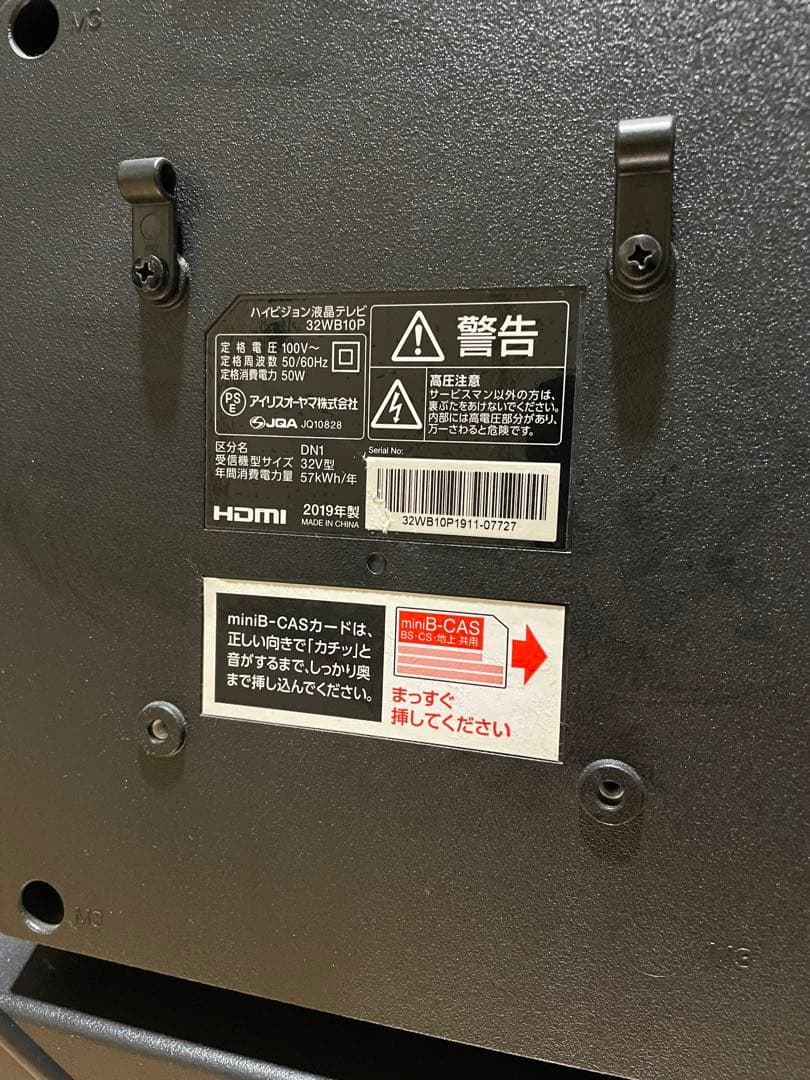 M3
ハイビジョン液晶テレビ
32WB10P
定格電圧 100V～
定格周波数 50/60Hz
定格消費電力 50W
PSE
アイリスオーヤマ株式会社
JQA JQ10828
区分名 DN1
受信機型サイズ 32V型
年間消費電力量 57kWh/年
HDMI
2019年製
MADE IN CHINA
警告
高圧注意
サービスマン以外の方は、
裏ぶたをあけないでください。
内部には高電圧部分があり、
万一さわると危険です。
Serial No:
32WB10P1911-07727
miniB-CASカードは、
正しい向きで「カチッ」と
音がするまで、しっかり奥
まで挿し込んでください。
miniB-CAS
BS・CS・地上 共用
まっすぐ
挿してください
M3
M3